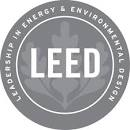 LEADERSHIP IN ENERGY & ENVIRONMENTAL DESIGN
LEED